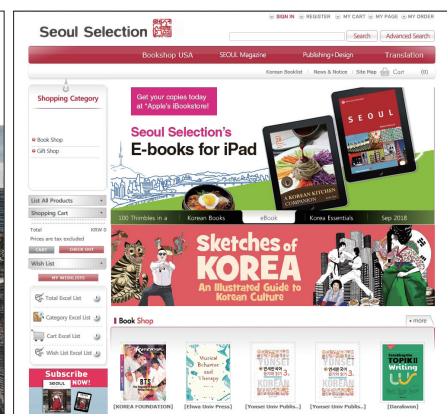 SIGN IN REGISTER MY CART MY PAGE MY ORDER
Seoul Selection
Search Advanced Search
Bookshop USA SEOUL Magazine Publishing+Design Translation
Korean Booklist News & Notice Site Map Cart (0)
Shopping Category
Book Shop
Gift Shop
List All Products
Shopping Cart
Total KRW 0
Prices are tax excluded
CART CHECK OUT
Wish List
MY WISHLISTS
Total Excel List
Category Excel List
Cart Excel List
Wish List Excel List
Subscribe
SEOUL NOW!
Get your copies today
at "Apple's iBookstore!
Seoul Selection's
E-books for iPad
SEOUL
A KOREAN KITCHEN
COMPANION
100 Thimbles in a Korean Books eBook Korea Essentials Sep 2018
Sketches of
KOREA
An Illustrated Guide to
Korean Culture
Book Shop
more
BTS
Musical
Behavior
and
Therapy
YONSEI
KOREAN
YONSEI
KOREAN
TOPIK II
Writing
[KOREA FOUNDATION] [Ewha Univ Press] [Yonsei Univ Publis..] [Yonsei Univ Publis..] [Darakwon]